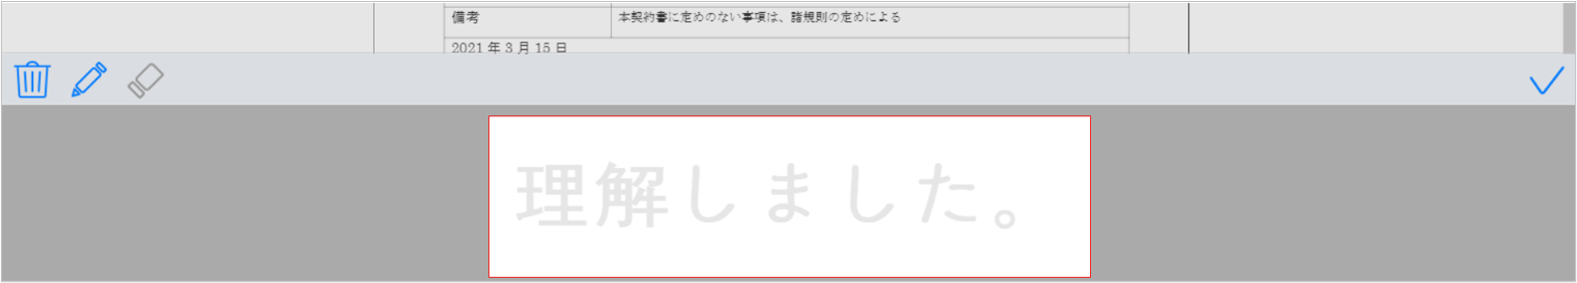 備考 本契約書に定めのない事項は、諸規則の定めによる
2021 年 3 月 15 日
理解しました。